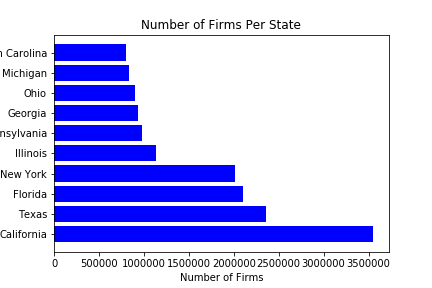 Number of Firms Per State
n Carolina
Michigan
Ohio
Georgia
nsylvania
Illinois
New York
Florida
Texas
California
0 500000 1000000 1500000 2000000 2500000 3000000 3500000
Number of Firms